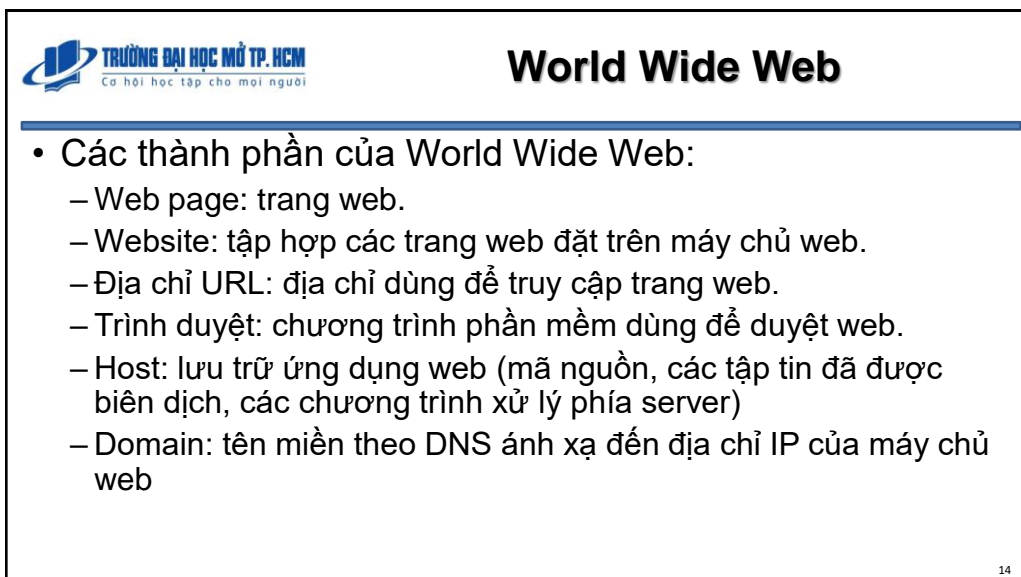 TRƯỜNG ĐẠI HỌC MỞ TP. HCM
Cơ hội học tập cho mọi người
World Wide Web
• Các thành phần của World Wide Web:
– Web page: trang web.
– Website: tập hợp các trang web đặt trên máy chủ web.
– Địa chỉ URL: địa chỉ dùng để truy cập trang web.
– Trình duyệt: chương trình phần mềm dùng để duyệt web.
– Host: lưu trữ ứng dụng web (mã nguồn, các tập tin đã được
biên dịch, các chương trình xử lý phía server)
– Domain: tên miền theo DNS ánh xạ đến địa chỉ IP của máy chủ
web
14